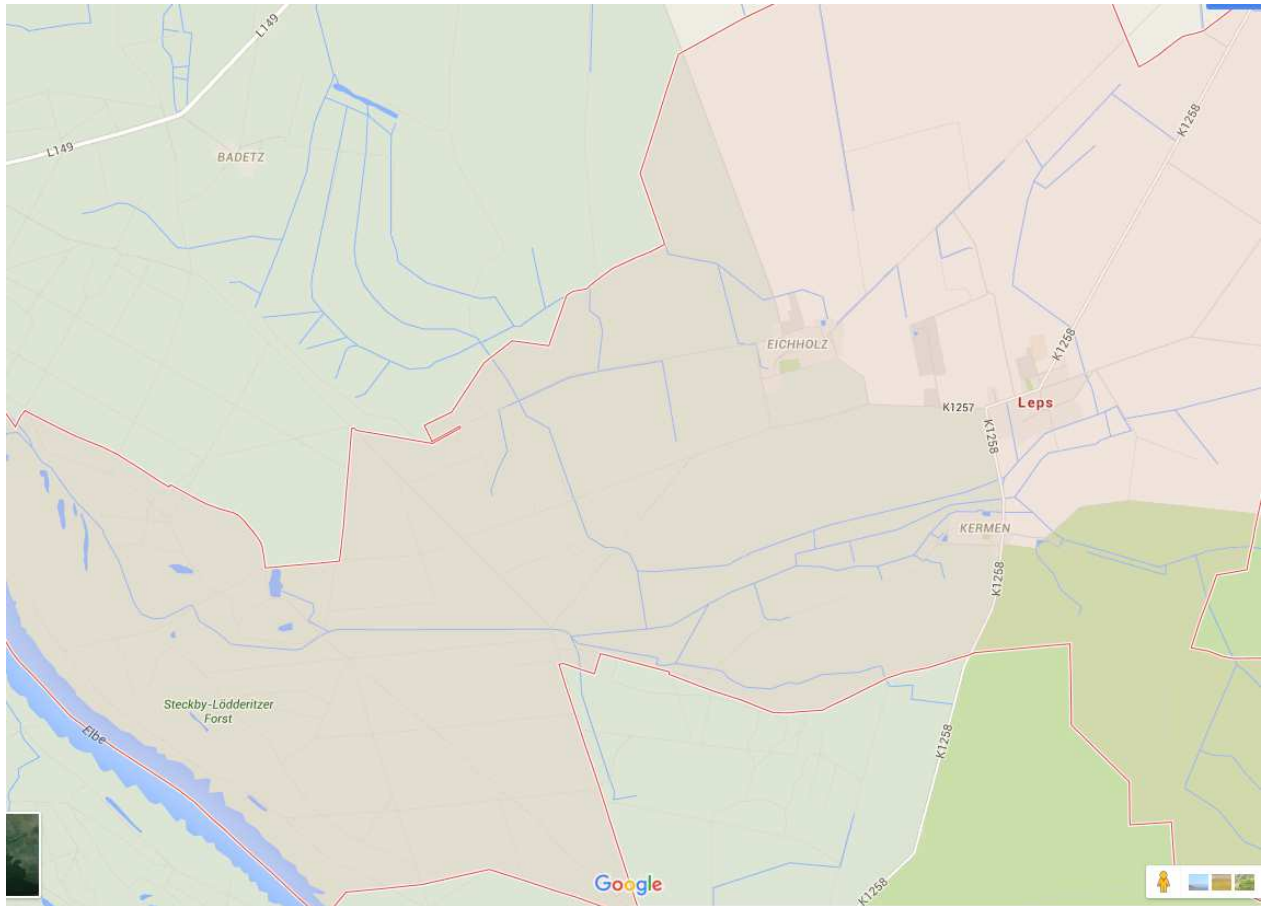 L149
K1258
L149
BADETZ
EICHHOLZ
K1258
K1257
Leps
K1258
KERMEN
K1258
Steckby-Lödderitzer
Forst
Elbe
K1258
Google
K1258